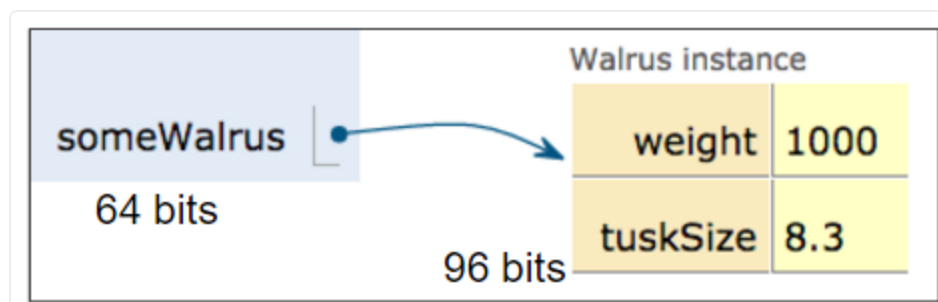 Walrus instance
someWalrus
weight 1000
64 bits
tuskSize 8.3
96 bits